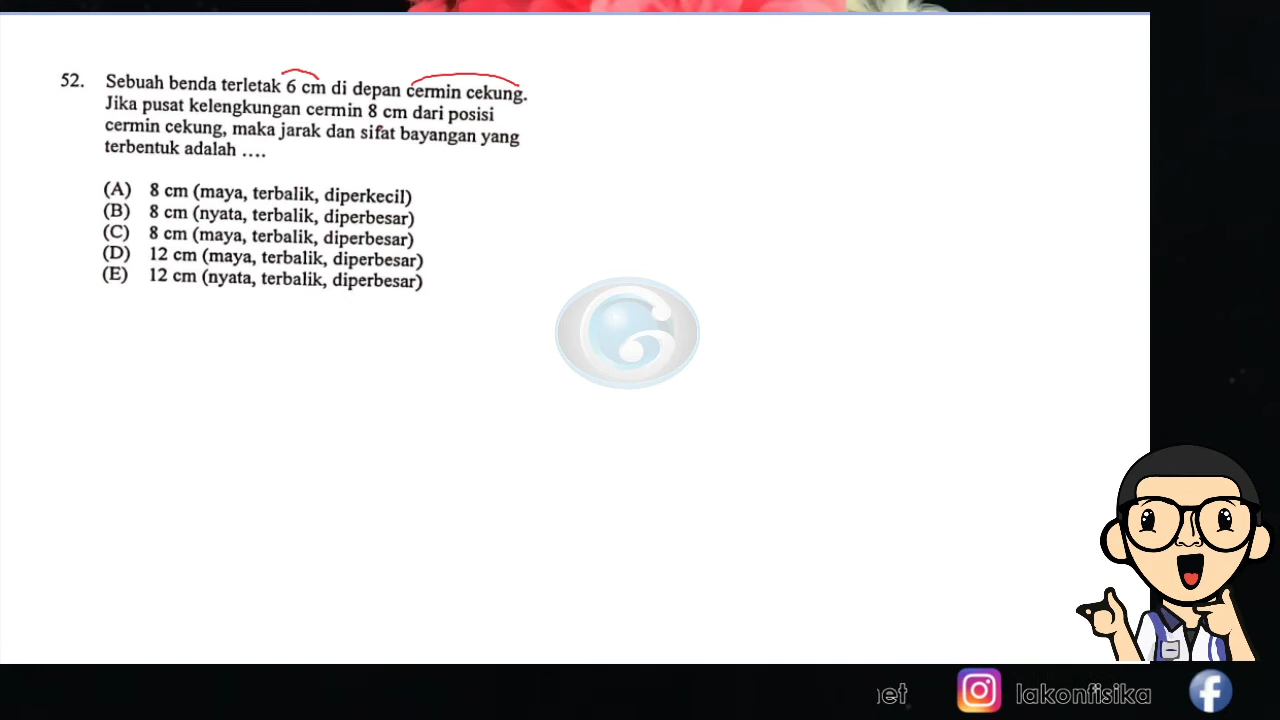 52. Sebuah benda terletak 6 cm di depan cermin cekung.
Jika pusat kelengkungan cermin 8 cm dari posisi
cermin cekung, maka jarak dan sifat bayangan yang
terbentuk adalah ....
(A) 8 cm (maya, terbalik, diperkecil)
(B) 8 cm (nyata, terbalik, diperbesar)
(C) 8 cm (maya, terbalik, diperbesar)
(D) 12 cm (maya, terbalik, diperbesar)
(E) 12 cm (nyata, terbalik, diperbesar)
lakonfisika